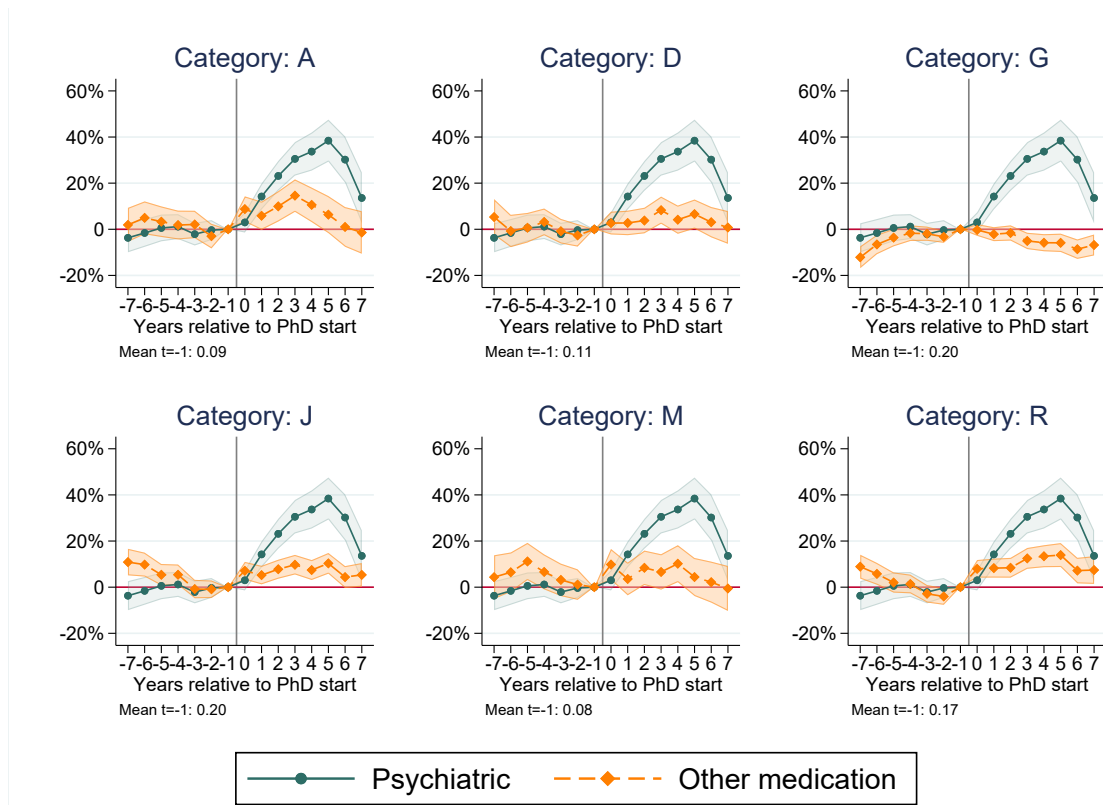 Category: A
60%
40%
20%
0
-20%
-7 -6 -5 -4 -3 -2 -1 0 1 2 3 4 5 6 7
Years relative to PhD start
Mean t=-1: 0.09
Category: D
60%
40%
20%
0
-20%
-7 -6 -5 -4 -3 -2 -1 0 1 2 3 4 5 6 7
Years relative to PhD start
Mean t=-1: 0.11
Category: G
60%
40%
20%
0
-20%
-7 -6 -5 -4 -3 -2 -1 0 1 2 3 4 5 6 7
Years relative to PhD start
Mean t=-1: 0.20
Category: J
60%
40%
20%
0
-20%
-7 -6 -5 -4 -3 -2 -1 0 1 2 3 4 5 6 7
Years relative to PhD start
Mean t=-1: 0.20
Category: M
60%
40%
20%
0
-20%
-7 -6 -5 -4 -3 -2 -1 0 1 2 3 4 5 6 7
Years relative to PhD start
Mean t=-1: 0.08
Category: R
60%
40%
20%
0
-20%
-7 -6 -5 -4 -3 -2 -1 0 1 2 3 4 5 6 7
Years relative to PhD start
Mean t=-1: 0.17
Psychiatric Other medication